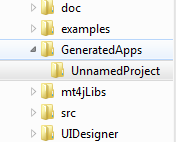 doc
examples
GeneratedApps
UnnamedProject
mt4jLibs
src
UIDesigner